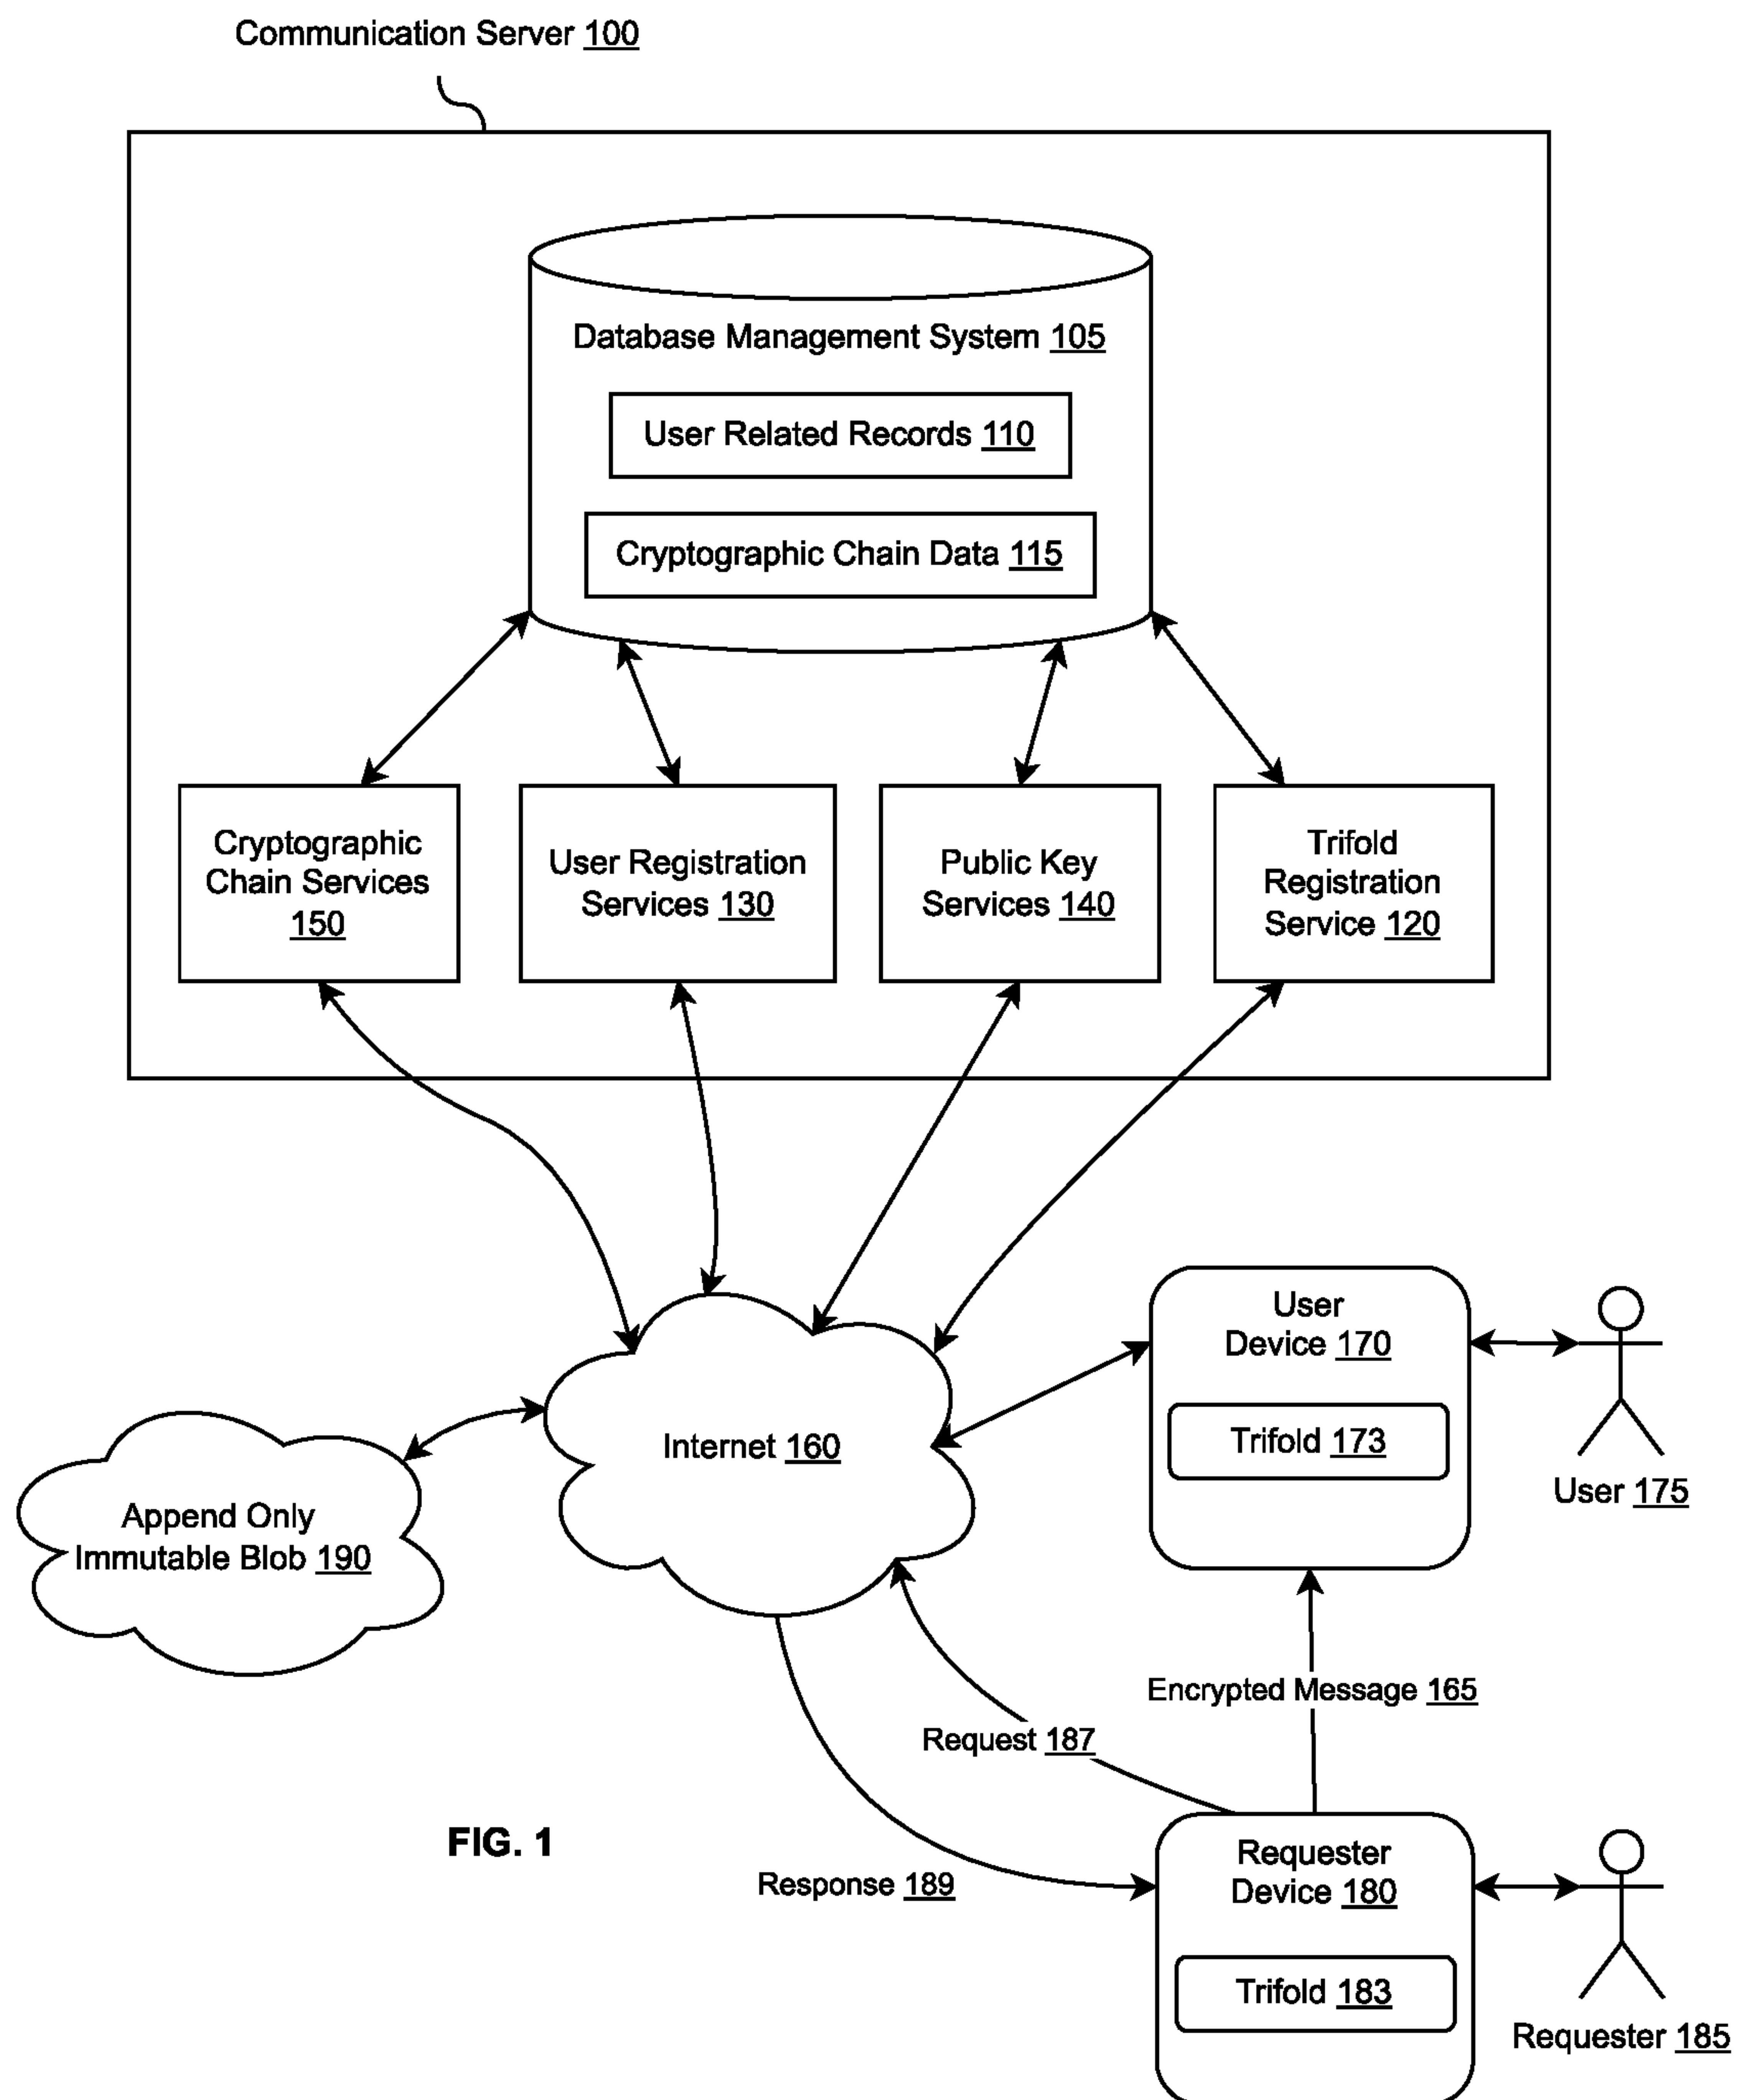 Communication Server 100
Database Management System 105
User Related Records 110
Cryptographic Chain Data 115
Cryptographic
Chain Services
150
User Registration
Services 130
Public Key
Services 140
Trifold
Registration
Service 120
User
Device 170
Trifold 173
User 175
Internet 160
Append Only
Immutable Blob 190
Encrypted Message 165
Request 187
FIG. 1
Response 189
Requester
Device 180
Trifold 183
Requester 185